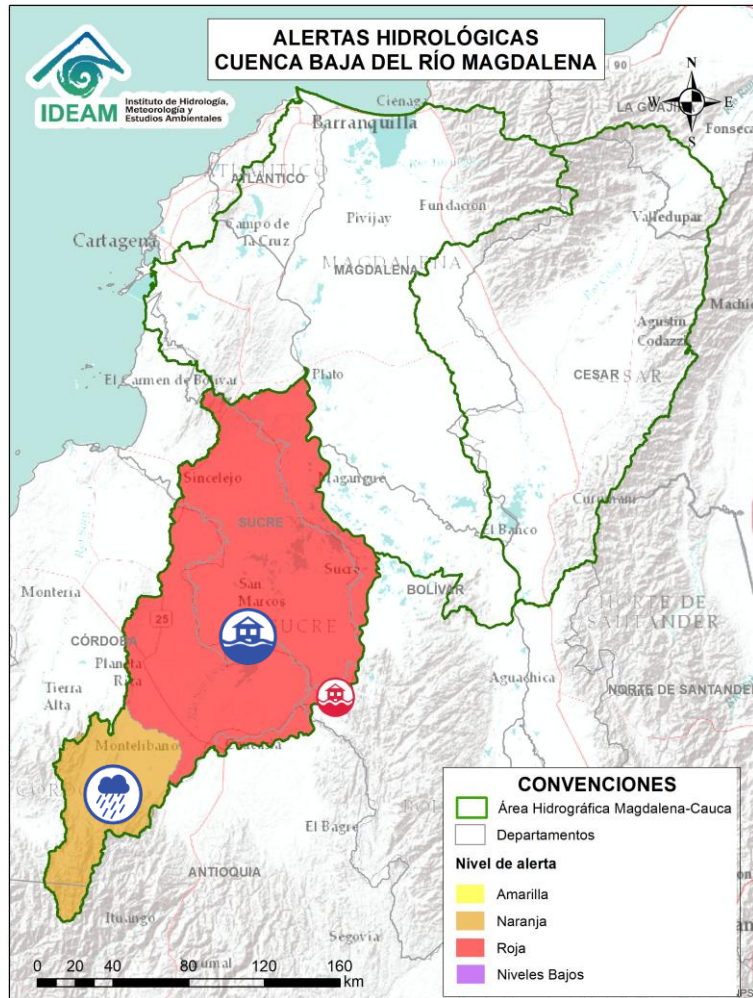 ALERTAS HIDROLÓGICAS
CUENCA BAJA DEL RÍO MAGDALENA
IDEAM
Instituto de Hidrología,
Meteorología y
Estudios Ambientales
N
W
E
S
90
LA GUAJIRA
Fonseca
Ciénaga
Barranquilla
ATLÁNTICO
Fundación
Pivijay
Valledupar
Campo de
la Cruz
Cartagena
MAGDALENA
MAGDALENA
Agustín
Codazzi
CESAR
CESAR
El Carmen de Bolívar
Plato
Sincelejo
Magangue
Curumaní
SUCRE
El Banco
Sucre
San
Marcos
BOLÍVAR
NORTE DE
SANTANDER
Montería
25
SUCRE
CÓRDOBA
Planeta
Rica
Aguachica
Tierra
Alta
NORTE DE SANTANDER
Montelíbano
El Bagre
ANTIOQUIA
Ituango
Segovia
CONVENCIONES
Área Hidrográfica Magdalena-Cauca
Departamentos
Nivel de alerta
Amarilla
Naranja
Roja
Niveles Bajos
0 20 40 80 120 160
km